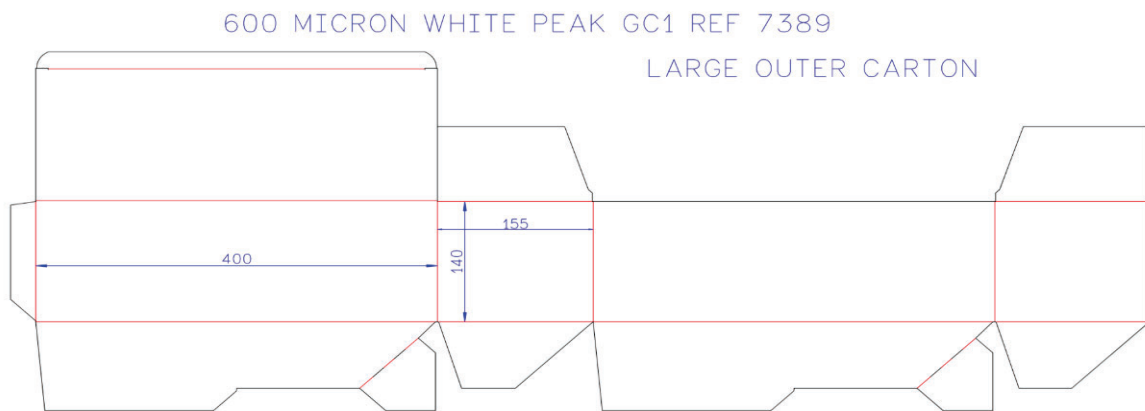 600 MICRON WHITE PEAK GC1 REF 7389
LARGE OUTER CARTON
155
400
140